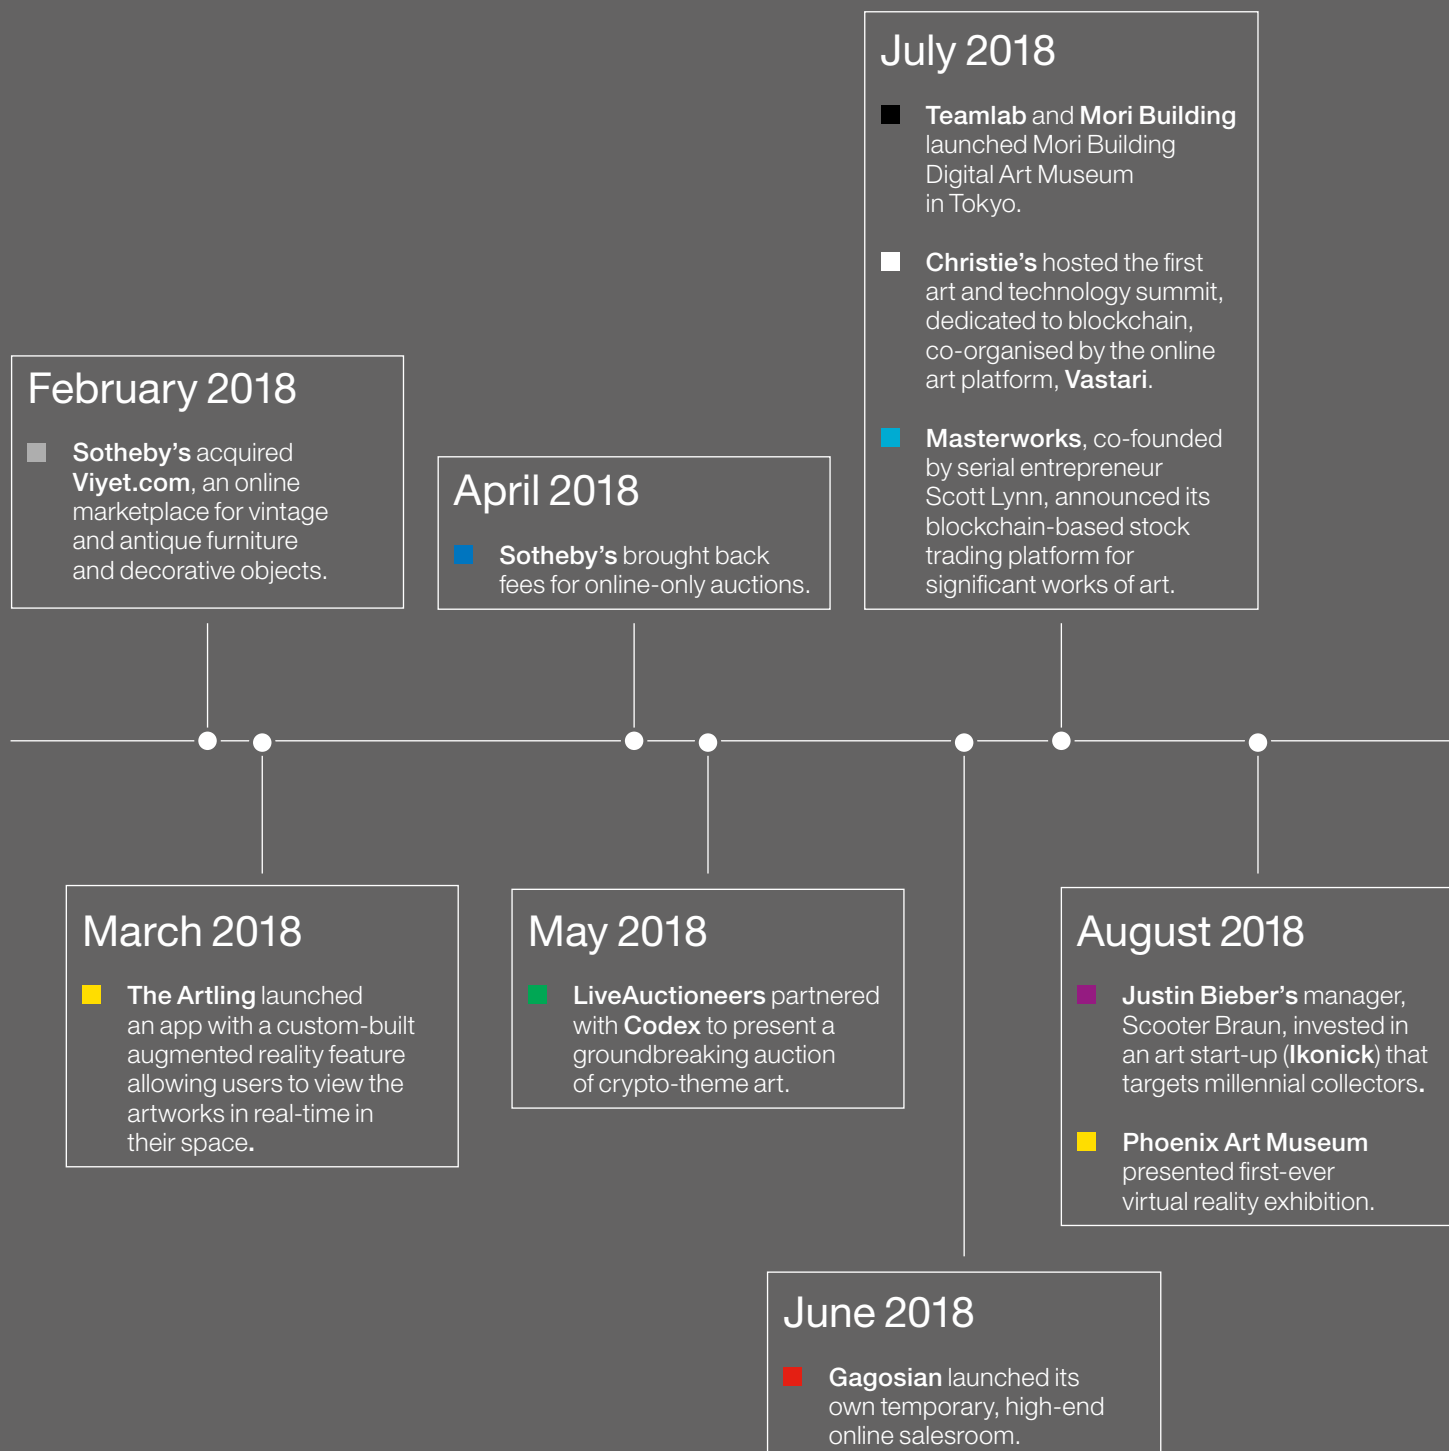 February 2018
Sotheby's acquired
Viyet.com, an online
marketplace for vintage
and antique furniture
and decorative objects.
March 2018
The Artling launched
an app with a custom-built
augmented reality feature
allowing users to view the
artworks in real-time in
their space.
April 2018
Sotheby's brought back
fees for online-only auctions.
May 2018
LiveAuctioneers partnered
with Codex to present a
groundbreaking auction
of crypto-theme art.
June 2018
Gagosian launched its
own temporary, high-end
online salesroom.
July 2018
Teamlab and Mori Building
launched Mori Building
Digital Art Museum
in Tokyo.
Christie's hosted the first
art and technology summit,
dedicated to blockchain,
co-organised by the online
art platform, Vastari.
Masterworks, co-founded
by serial entrepreneur
Scott Lynn, announced its
blockchain-based stock
trading platform for
significant works of art.
August 2018
Justin Bieber's manager,
Scooter Braun, invested in
an art start-up (Ikonick) that
targets millennial collectors.
Phoenix Art Museum
presented first-ever
virtual reality exhibition.